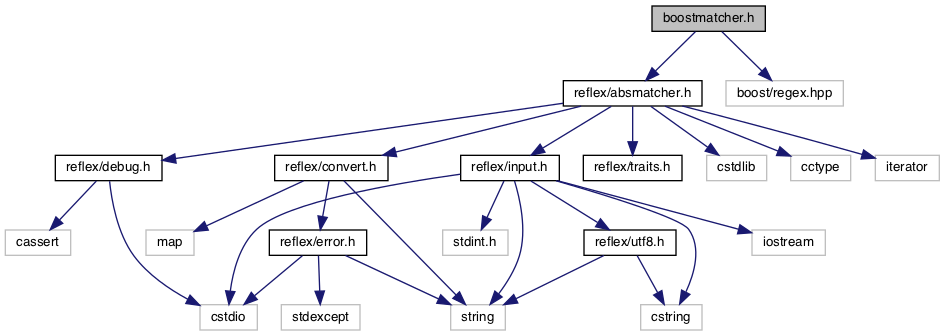 boostmatcher.h
reflex/absmatcher.h
boost/regex.hpp
reflex/debug.h
reflex/convert.h
reflex/input.h
reflex/traits.h
cstdlib
cctype
iterator
cassert
map
reflex/error.h
stdint.h
reflex/utf8.h
iostream
cstdio
stdexcept
string
cstring